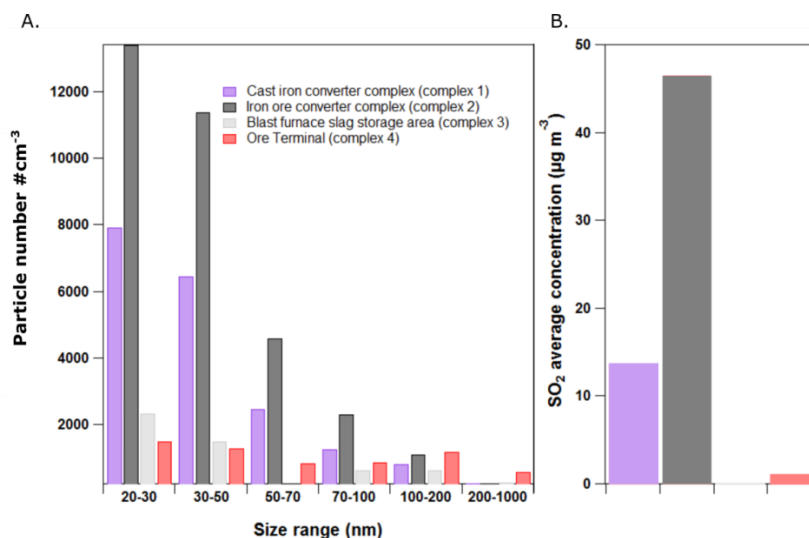 A.
B.
Particle number #cm-3
12000
10000
8000
6000
4000
2000
Cast iron converter complex (complex 1)
Iron ore converter complex (complex 2)
Blast furnace slag storage area (complex 3)
Ore Terminal (complex 4)
20-30 30-50 50-70 70-100 100-200 200-1000
Size range (nm)
SO2 average concentration (µg m-3)
50
40
30
20
10
0